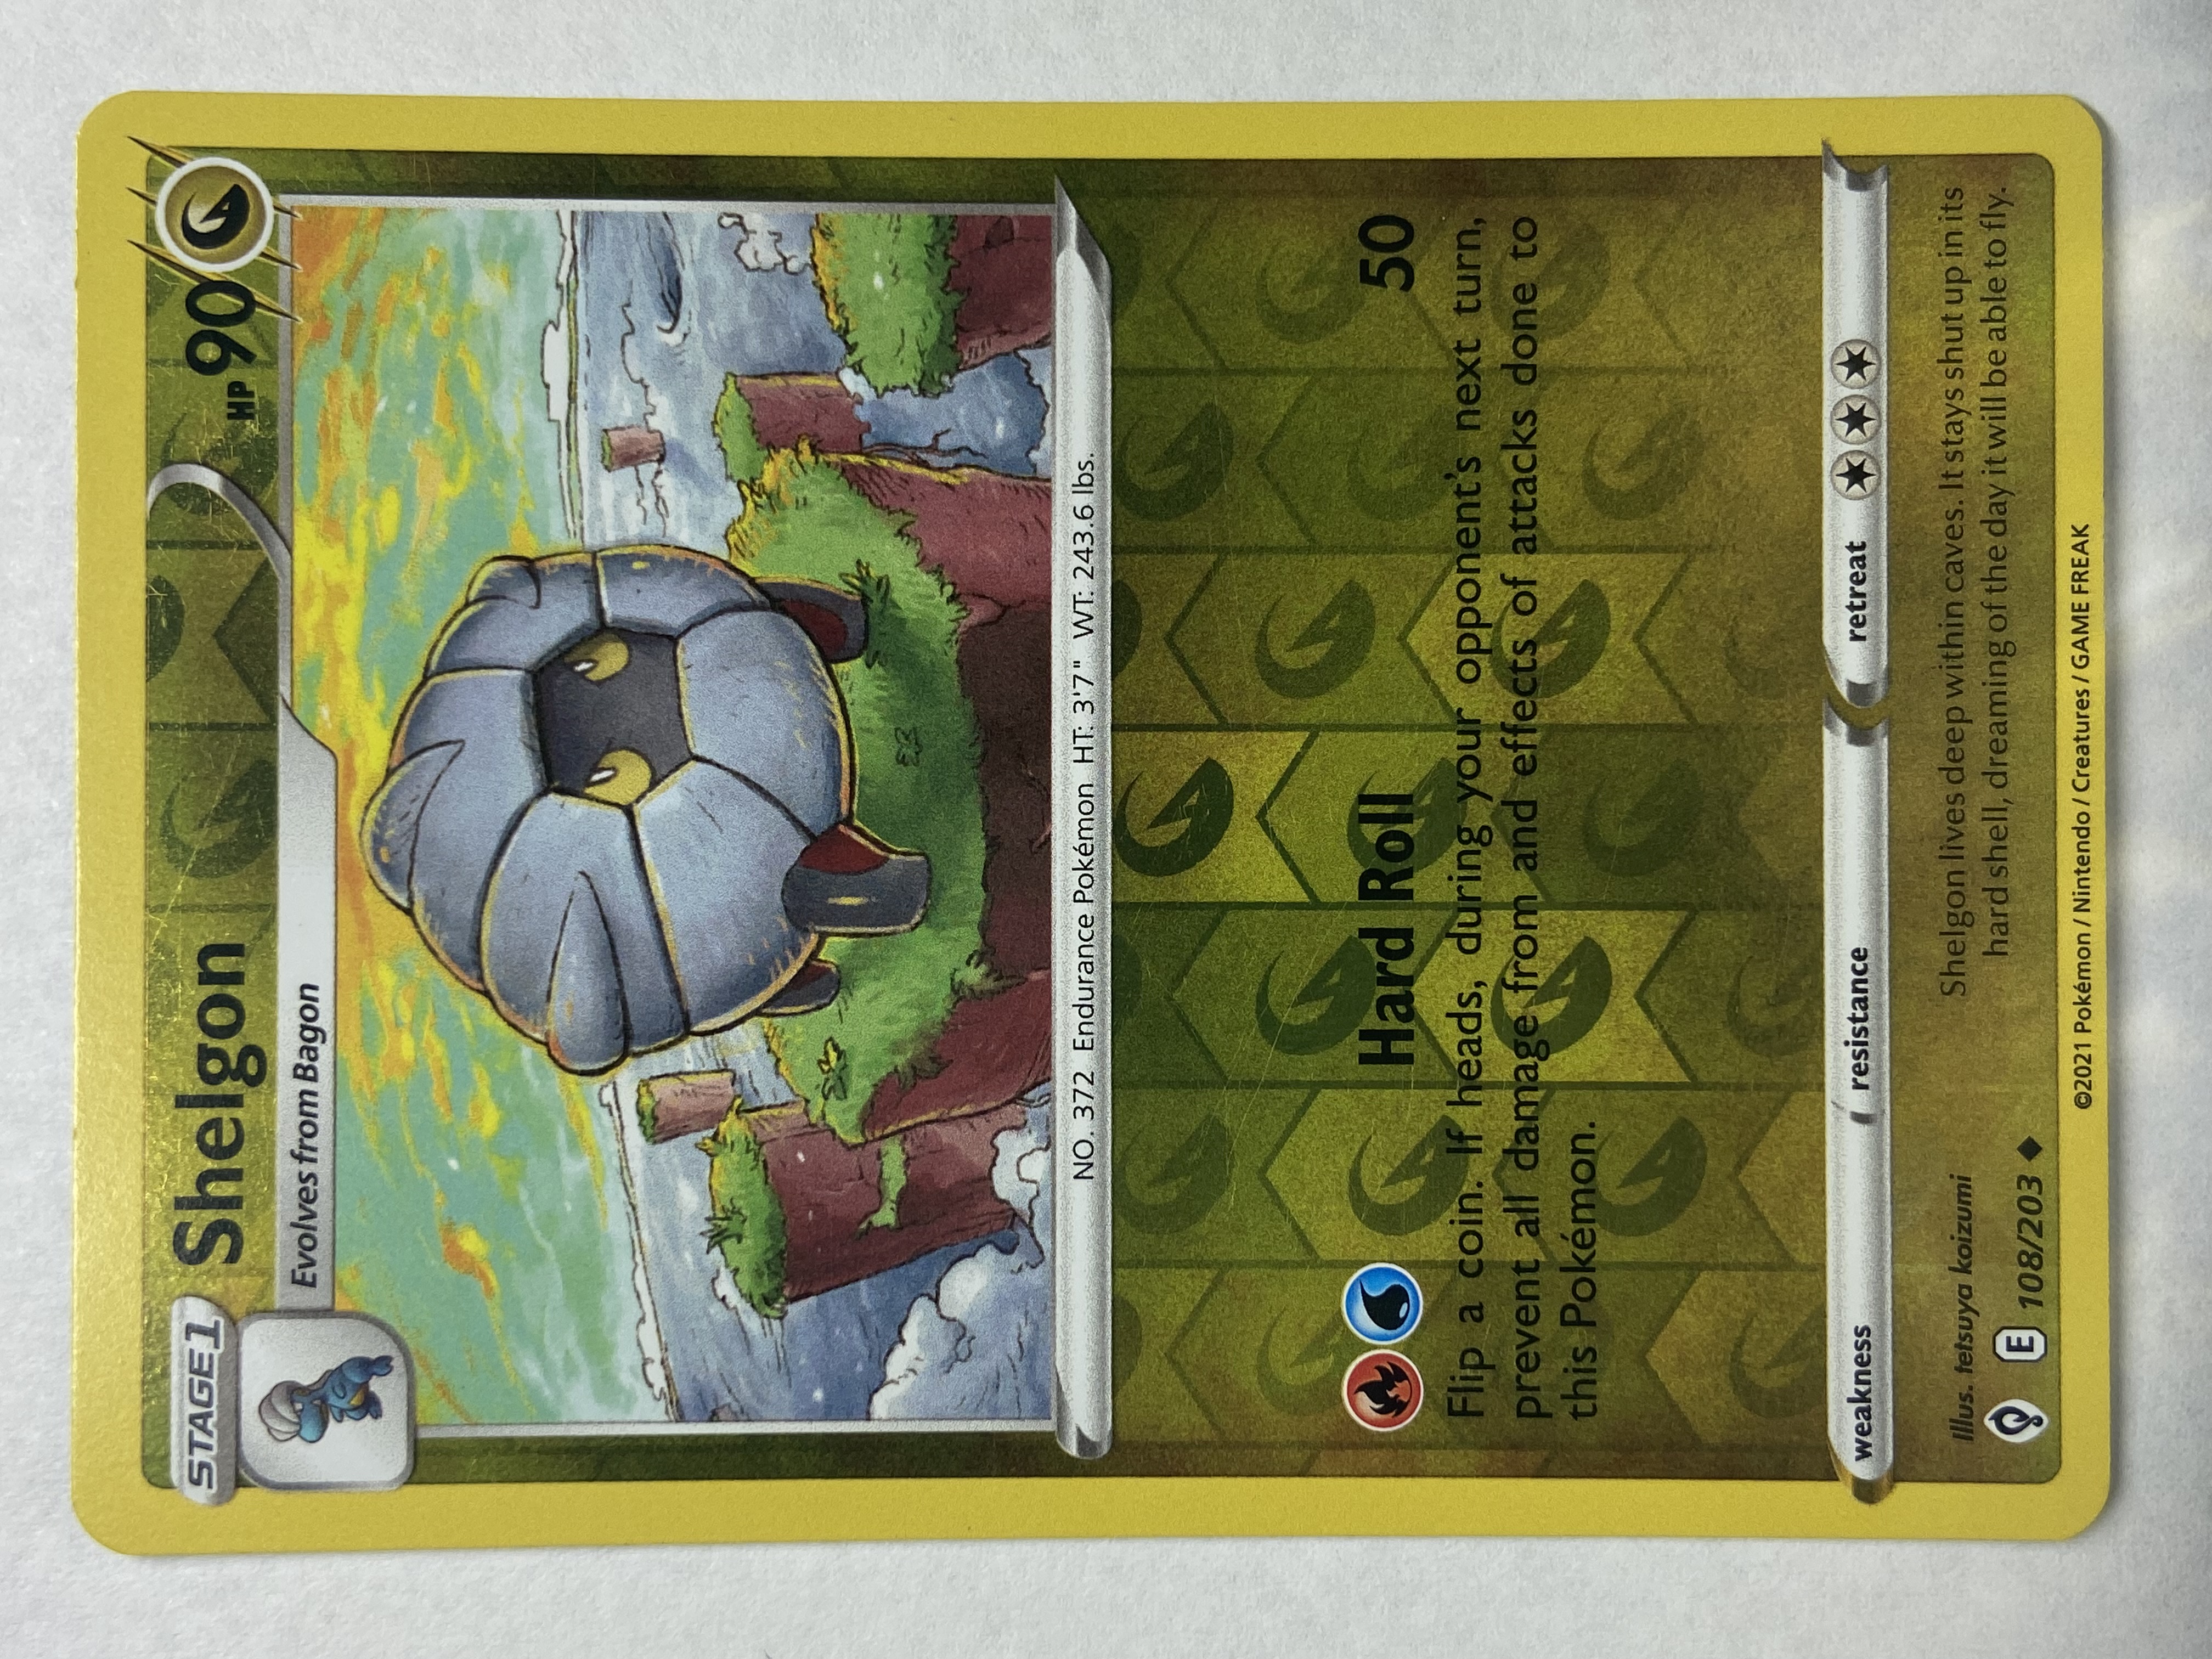 STAGE1
Shelgon
HP 90
Evolves from Bagon
NO. 372 Endurance Pokémon HT: 3'7" WT: 243.6 lbs.
Hard Roll 50
Flip a coin. If heads, during your opponent's next turn,
prevent all damage from and effects of attacks done to
this Pokémon.
weakness resistance retreat
Illus. tetsuya koizumi
Shelgon lives deep within caves. It stays shut up in its
hard shell, dreaming of the day it will be able to fly.
E 108/203
©2021 Pokémon / Nintendo / Creatures / GAME FREAK